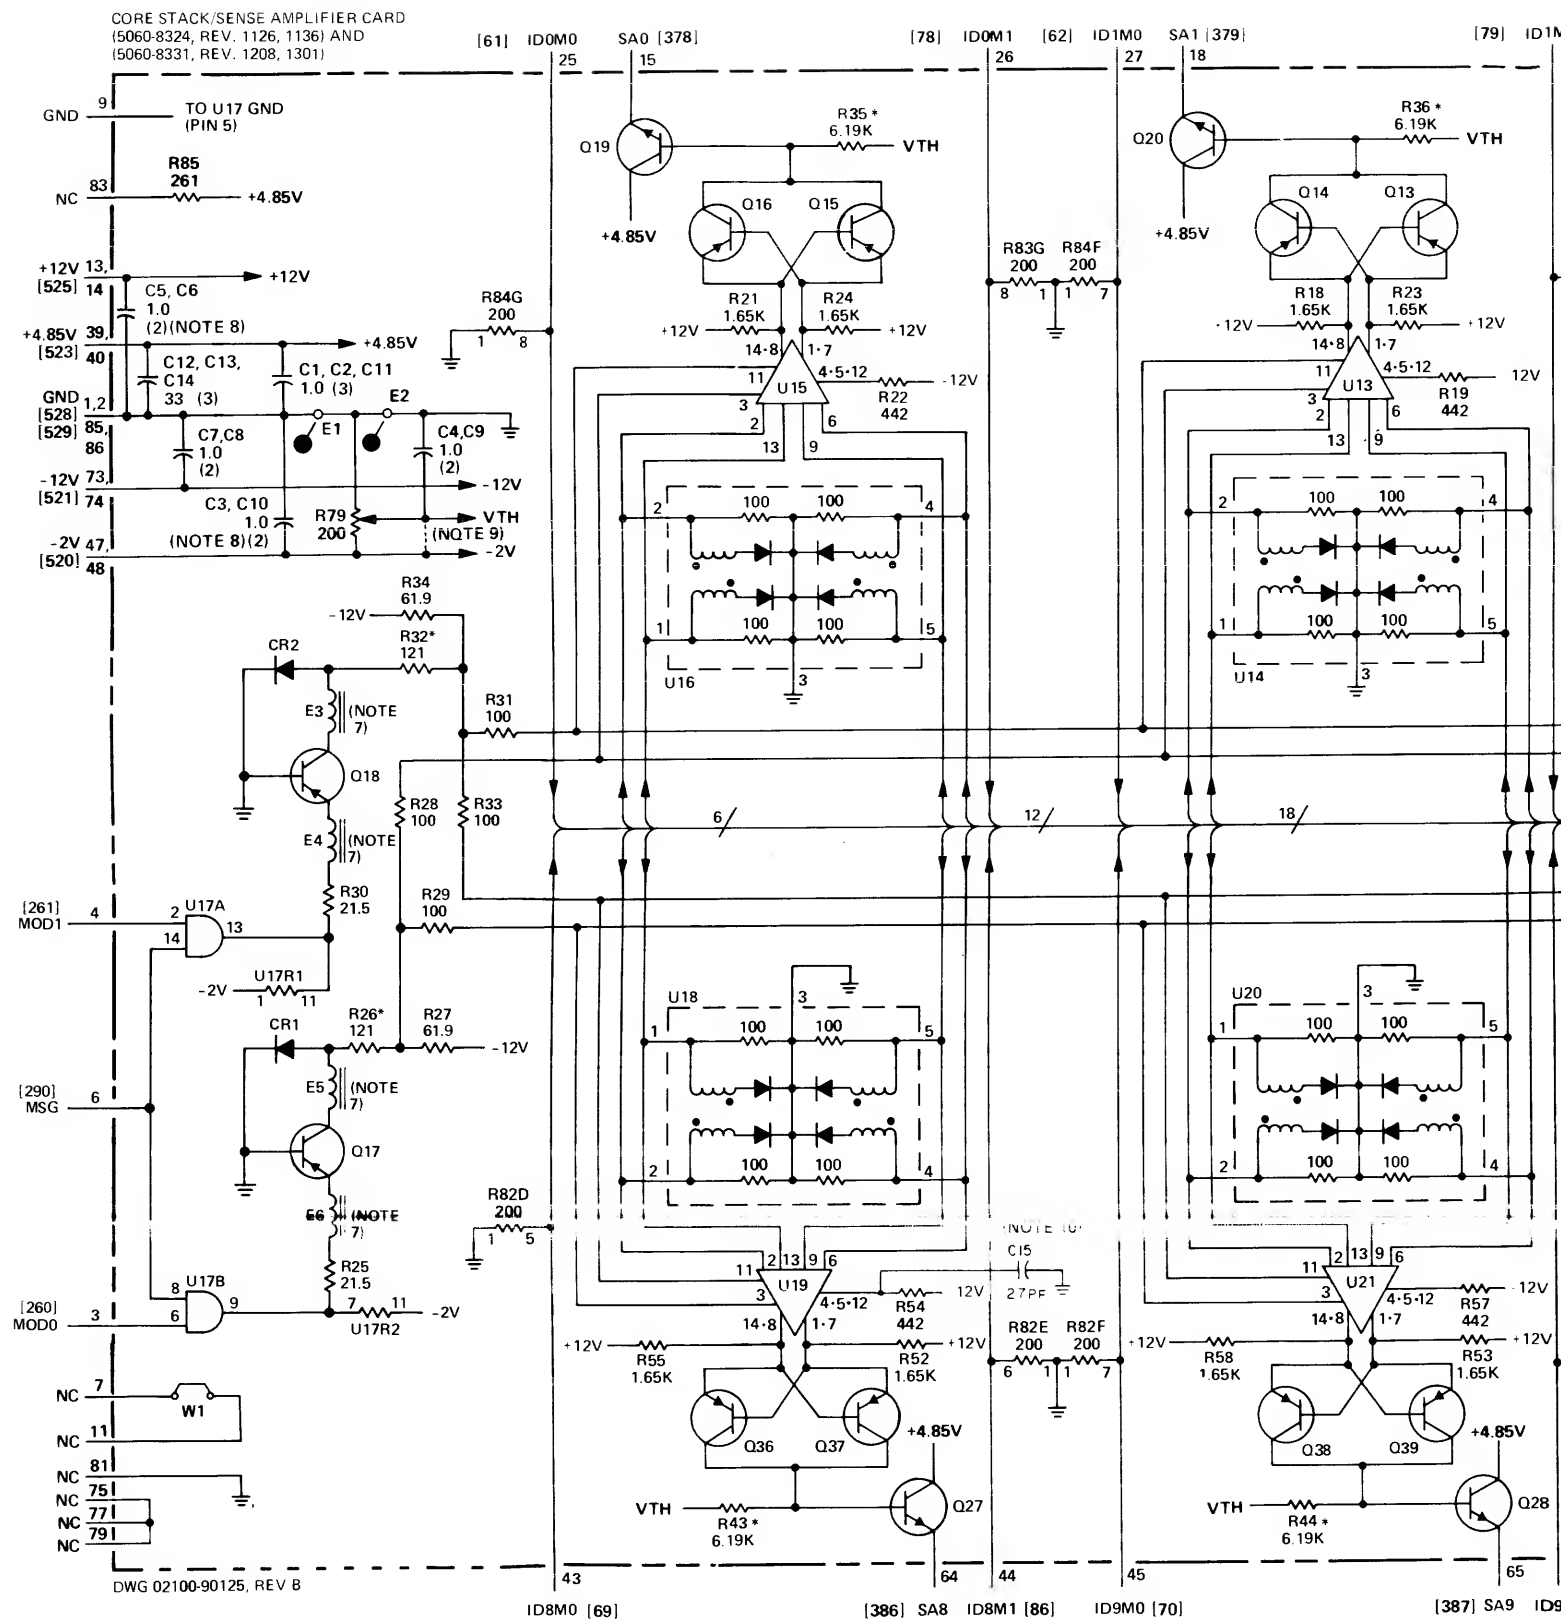 CORE STACK/SENSE AMPLIFIER CARD
(5060-8324, REV. 1126, 1136) AND
(5060-8331, REV. 1208, 1301)
[61] ID0M0
SA0 [378]
[78] ID0M1
[62] ID1M0
SA1 [379]
[79] ID1M
25
15
26
27
18
GND 9
TO U17 GND
(PIN 5)
NC 83
R85
261
+4.85V
+12V 13,
[525] 14
+12V
C5, C6
1.0
(2)(NOTE 8)
+4.85V 39,
[523] 40
+4.85V
C12, C13,
C14
33 (3)
C1, C2, C11
1.0 (3)
GND 1,2
[528]
[529] 85,
86
E1
E2
C7,C8
1.0
(2)
C4,C9
1.0
(2)
-12V 73,
[521] 74
-12V
C3, C10
1.0
(NOTE 8)(2)
R79
200
VTH
(NOTE 9)
-2V 47,
[520] 48
-2V
R84G
200
1 8
Q19
+4.85V
R35*
6.19K
VTH
Q16
Q15
R21
1.65K
R24
1.65K
+12V
+12V
14·8
1·7
11
3
U15
4·5·12
R22
442
-12V
2
13
9
6
R83G
200
R84F
200
8 1
1 7
Q20
+4.85V
R36*
6.19K
VTH
Q14
Q13
R18
1.65K
R23
1.65K
·12V
+12V
14·8
1·7
11
3
U13
4·5·12
R19
442
12V
2
13
9
6
2
100
100
4
1
100
100
5
U16
3
2
100
100
4
1
100
100
5
U14
3
R34
61.9
-12V
R32*
121
CR2
E3
(NOTE
7)
Q18
E4
(NOTE
7)
R30
21.5
R31
100
R28
100
R33
100
R29
100
6
12
18
[261]
MOD1
4
2
14
U17A
13
U17R1
-2V
1 11
CR1
R26*
121
R27
61.9
-12V
E5
(NOTE
7)
Q17
[290]
MSG
6
E6
(NOTE
7)
R25
21.5
[260]
MOD0
3
8
6
U17B
9
7 11
U17R2
-2V
R82D
200
1 5
U18
3
1
100
100
5
2
100
100
4
U20
3
1
100
100
5
2
100
100
4
2
13
9
6
11
3
U19
4·5·12
14·8
1·7
12V
R54
442
(NOTE 10)
C15
27PF
+12V
R55
1.65K
R52
1.65K
+12V
R82E
200
R82F
200
6 1
1 7
Q36
Q37
+4.85V
VTH
R43*
6.19K
Q27
2
13
9
6
11
3
U21
4·5·12
14·8
1·7
R57
442
-12V
+12V
R58
1.65K
R53
1.65K
+12V
Q38
Q39
+4.85V
VTH
R44*
6.19K
Q28
NC 7
W1
NC 11
NC 81
NC 75
NC 77
NC 79
DWG 02100-90125, REV B
43
64
44
45
65
ID8M0 [69]
[386] SA8
ID8M1 [86]
ID9M0 [70]
[387] SA9
ID9